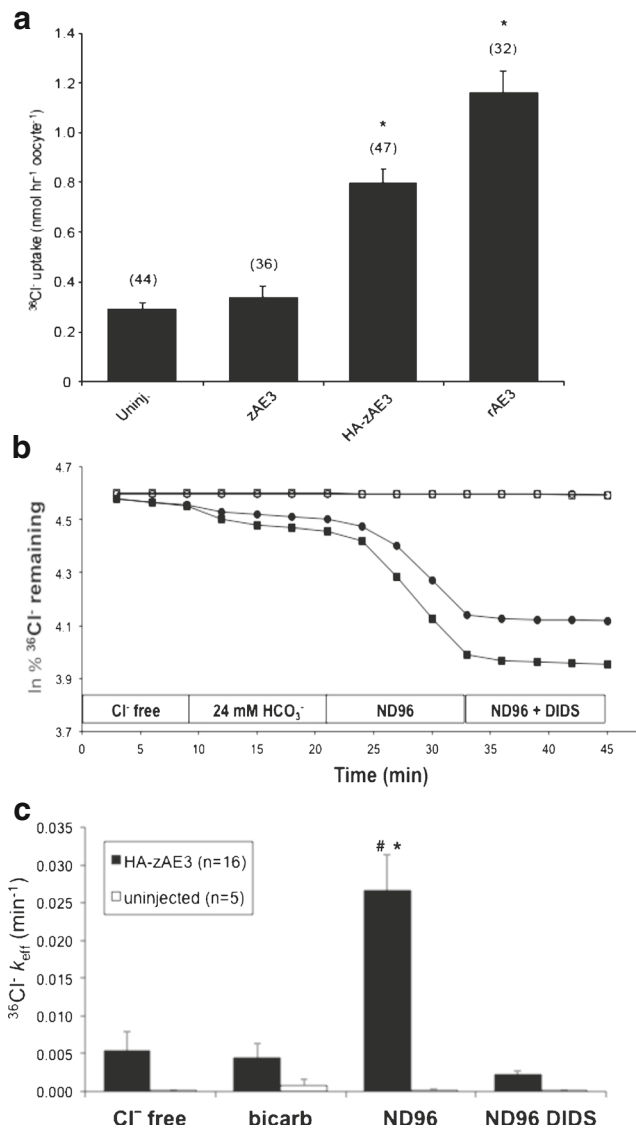 a
1.4
1.2
1.0
0.8
0.6
0.4
0.2
0
³⁶Cl⁻ uptake (nmol hr⁻¹ oocyte⁻¹)
(44)
(36)
*
(47)
*
(32)
Uninj.
zAE3
HA-zAE3
rAE3
b
4.7
4.5
4.3
4.1
3.9
3.7
ln % ³⁶Cl⁻ remaining
Cl⁻ free
24 mM HCO₃⁻
ND96
ND96 + DIDS
0 5 10 15 20 25 30 35 40 45
Time (min)
c
0.035
0.030
0.025
0.020
0.015
0.010
0.005
0.000
³⁶Cl⁻ k_eff (min⁻¹)
HA-zAE3 (n=16)
uninjected (n=5)
# *
Cl⁻ free
bicarb
ND96
ND96 DIDS